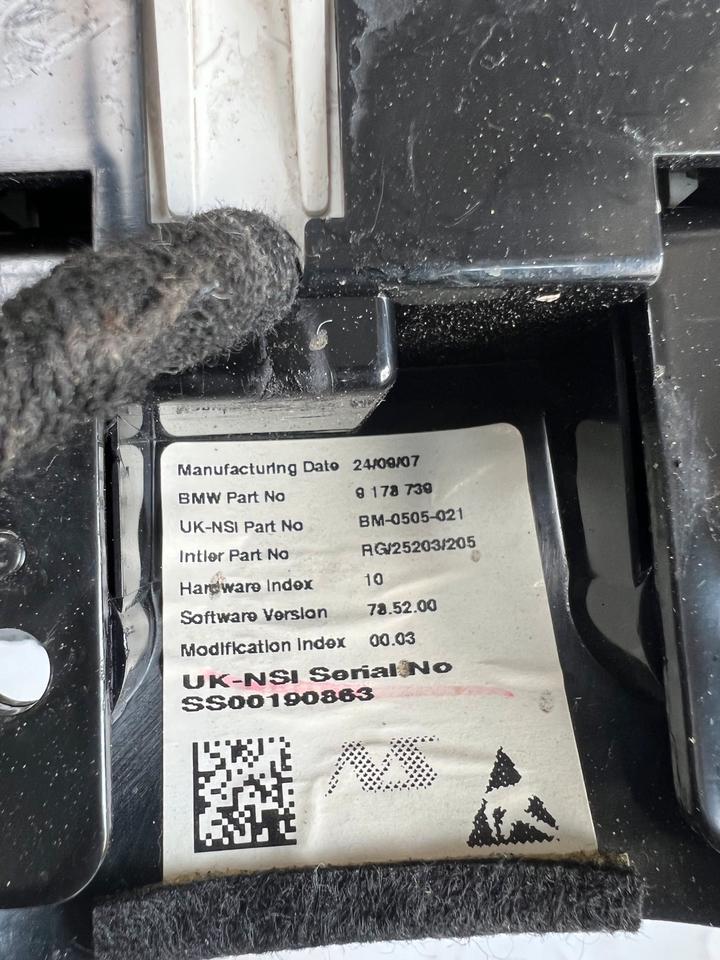 Manufacturing Date 24/09/07
BMW Part No 9 178 739
UK-NSI Part No BM-0505-021
Intier Part No RG/25203/205
Hardware Index 10
Software Version 78.52.00
Modification Index 00.03
UK-NSI Serial No
SS00190863
NS